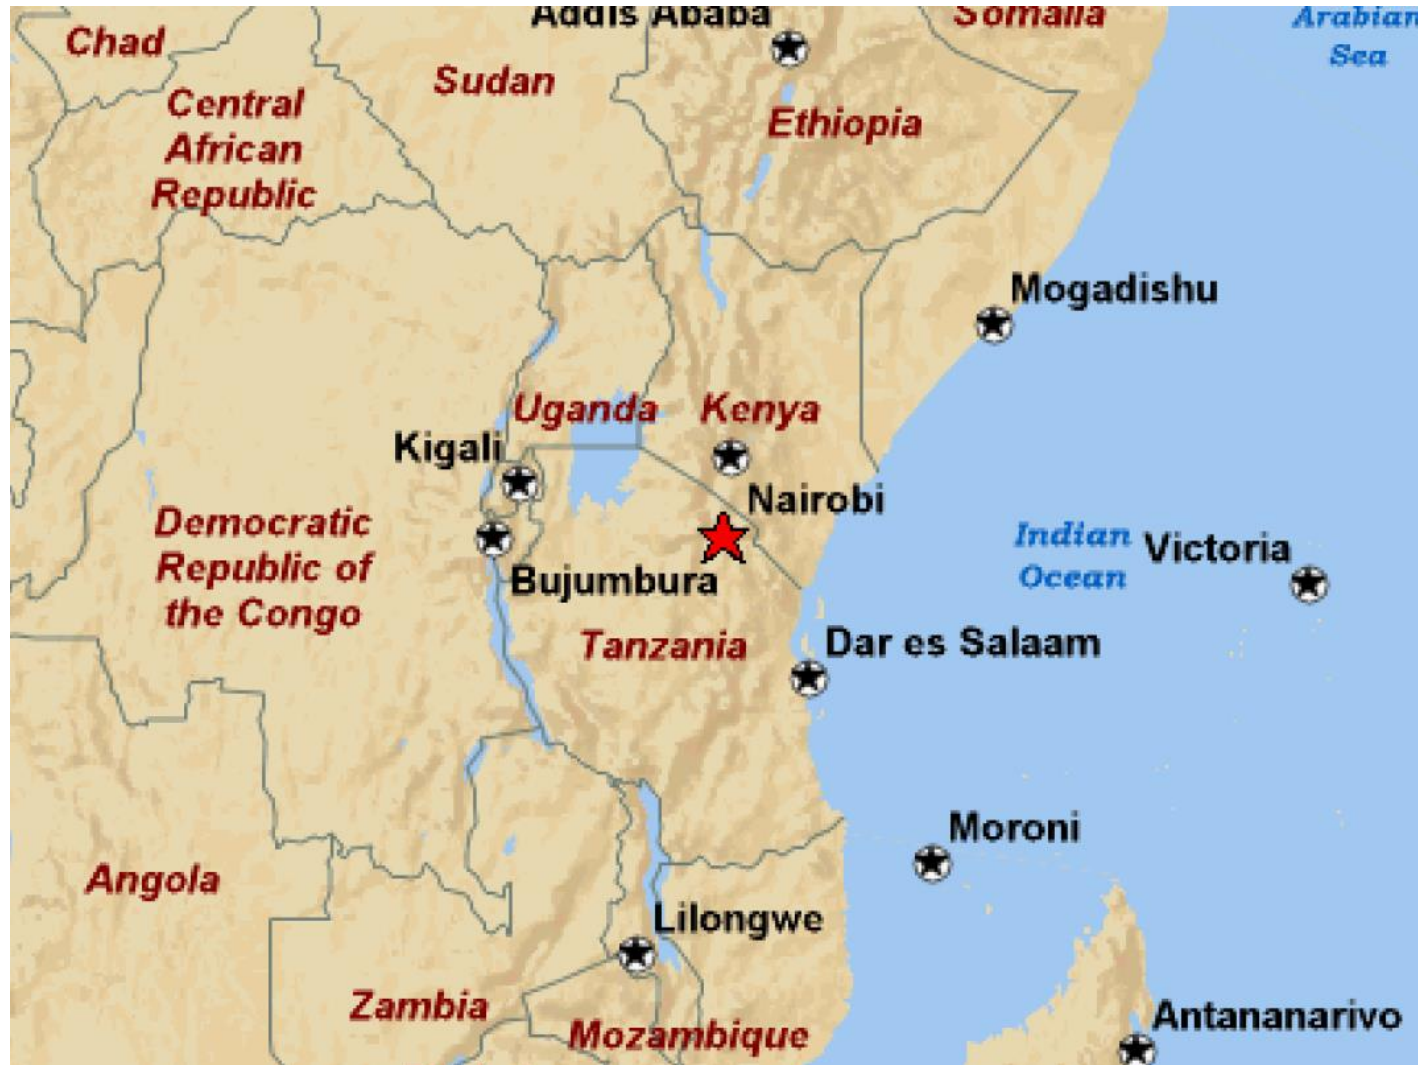 Addis Ababa
Somalia
Arabian
Sea
Chad
Sudan
Central
African
Republic
Ethiopia
Mogadishu
Uganda
Kenya
Kigali
Nairobi
Democratic
Republic of
the Congo
Indian
Ocean
Victoria
Bujumbura
Tanzania
Dar es Salaam
Moroni
Angola
Lilongwe
Zambia
Mozambique
Antananarivo